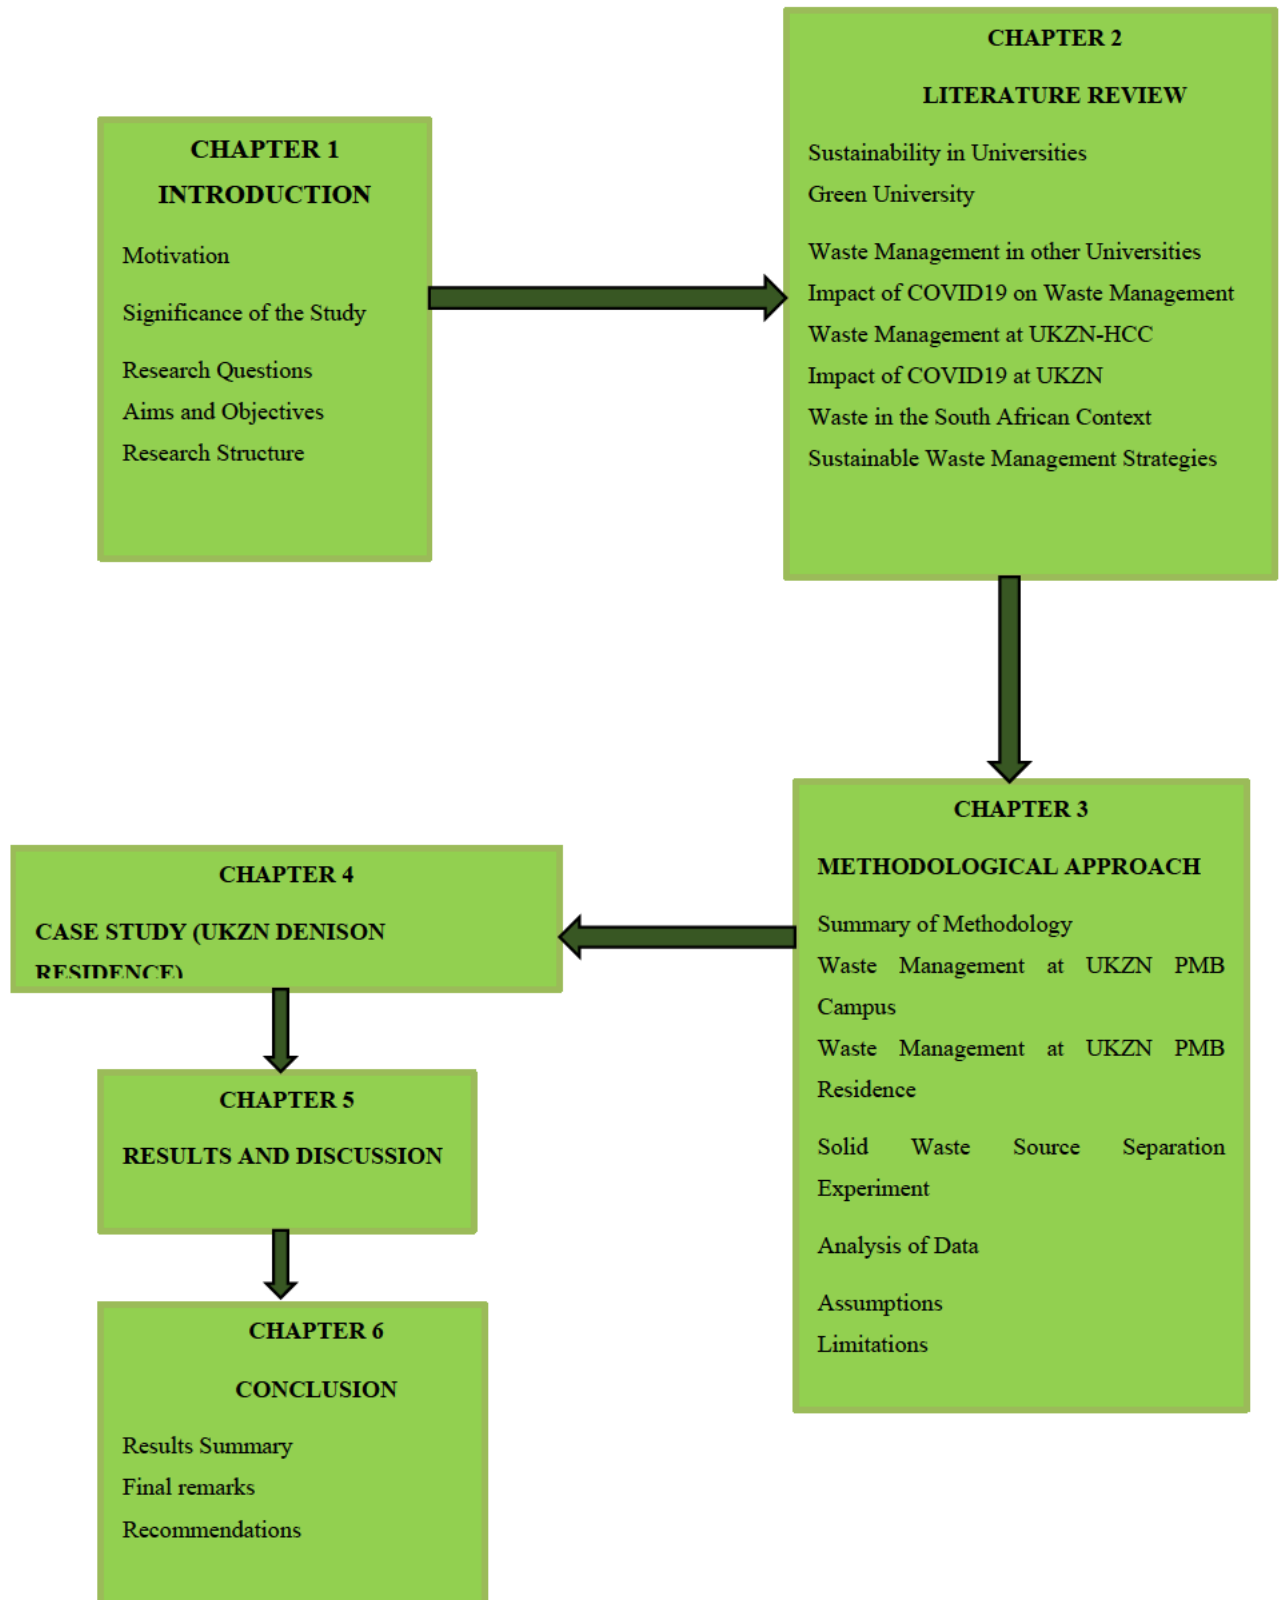 CHAPTER 1
INTRODUCTION
Motivation
Significance of the Study
Research Questions
Aims and Objectives
Research Structure
CHAPTER 2
LITERATURE REVIEW
Sustainability in Universities
Green University
Waste Management in other Universities
Impact of COVID19 on Waste Management
Waste Management at UKZN-HCC
Impact of COVID19 at UKZN
Waste in the South African Context
Sustainable Waste Management Strategies
CHAPTER 3
METHODOLOGICAL APPROACH
Summary of Methodology
Waste Management at UKZN PMB
Campus
Waste Management at UKZN PMB
Residence
Solid Waste Source Separation
Experiment
Analysis of Data
Assumptions
Limitations
CHAPTER 4
CASE STUDY (UKZN DENISON
RESIDENCE)
CHAPTER 5
RESULTS AND DISCUSSION
CHAPTER 6
CONCLUSION
Results Summary
Final remarks
Recommendations